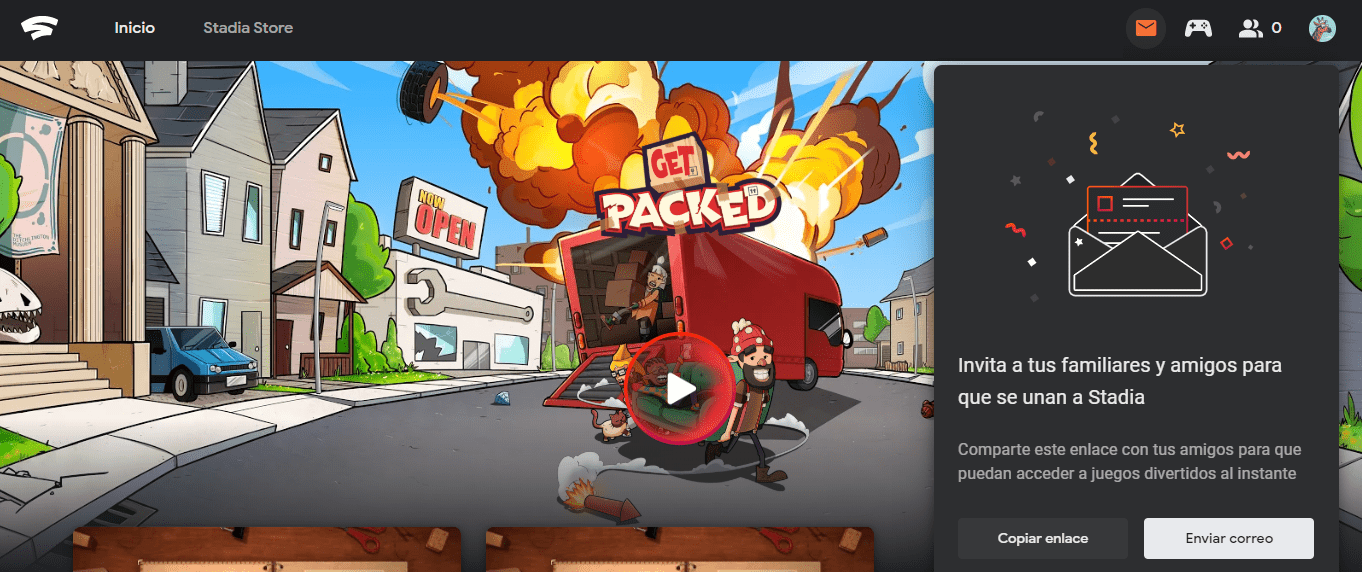 Inicio
Stadia Store
0
NOW
OPEN
GET
PACKED
Invita a tus familiares y amigos para
que se unan a Stadia
Comparte este enlace con tus amigos para que
puedan acceder a juegos divertidos al instante
Copiar enlace
Enviar correo